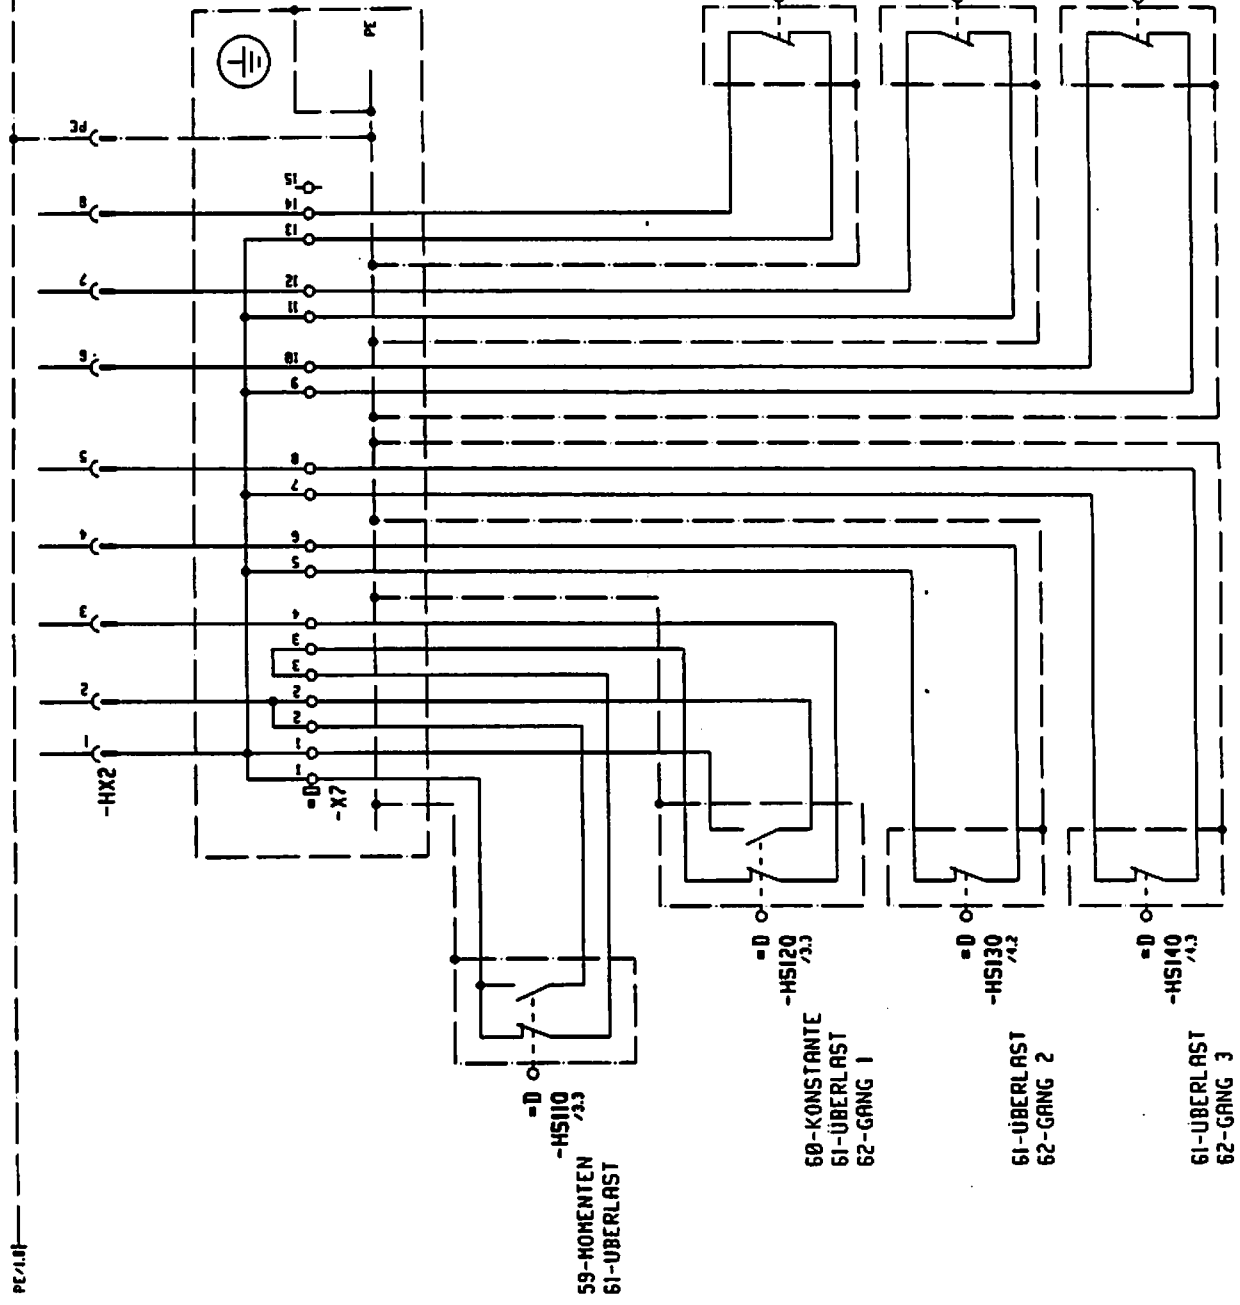 PE/1.8
PE
PE
8
7
6
5
4
3
2
1
-HX2
15
14
13
12
11
10
9
8
7
6
5
4
3
3
2
2
1
1
=D
-X7
=D
-HS110
/3.3
59-MOMENTEN
61-ÜBERLAST
=D
-HS120
/3.3
60-KONSTANTE
61-ÜBERLAST
62-GANG 1
=D
-HS130
/4.2
61-ÜBERLAST
62-GANG 2
=D
-HS140
/4.3
61-ÜBERLAST
62-GANG 3